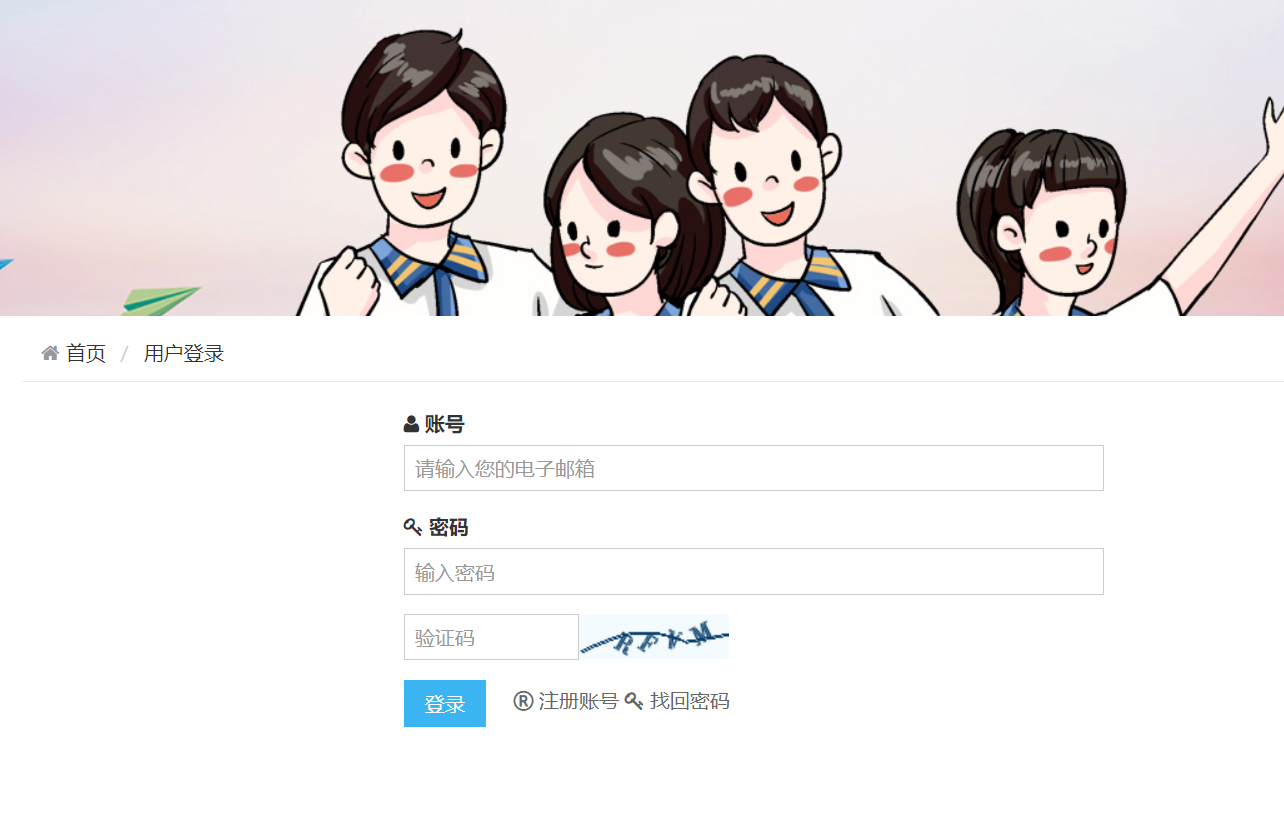 首页 / 用户登录
账号
请输入您的电子邮箱
密码
输入密码
验证码
登录 ® 注册账号 找回密码